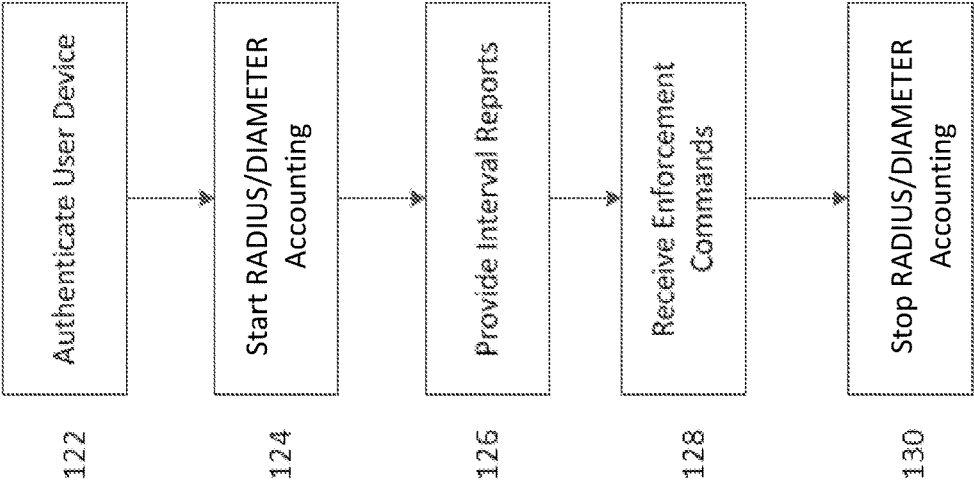 122
Authenticate User Device
124
Start RADIUS/DIAMETER
Accounting
126
Provide Interval Reports
128
Receive Enforcement
Commands
130
Stop RADIUS/DIAMETER
Accounting